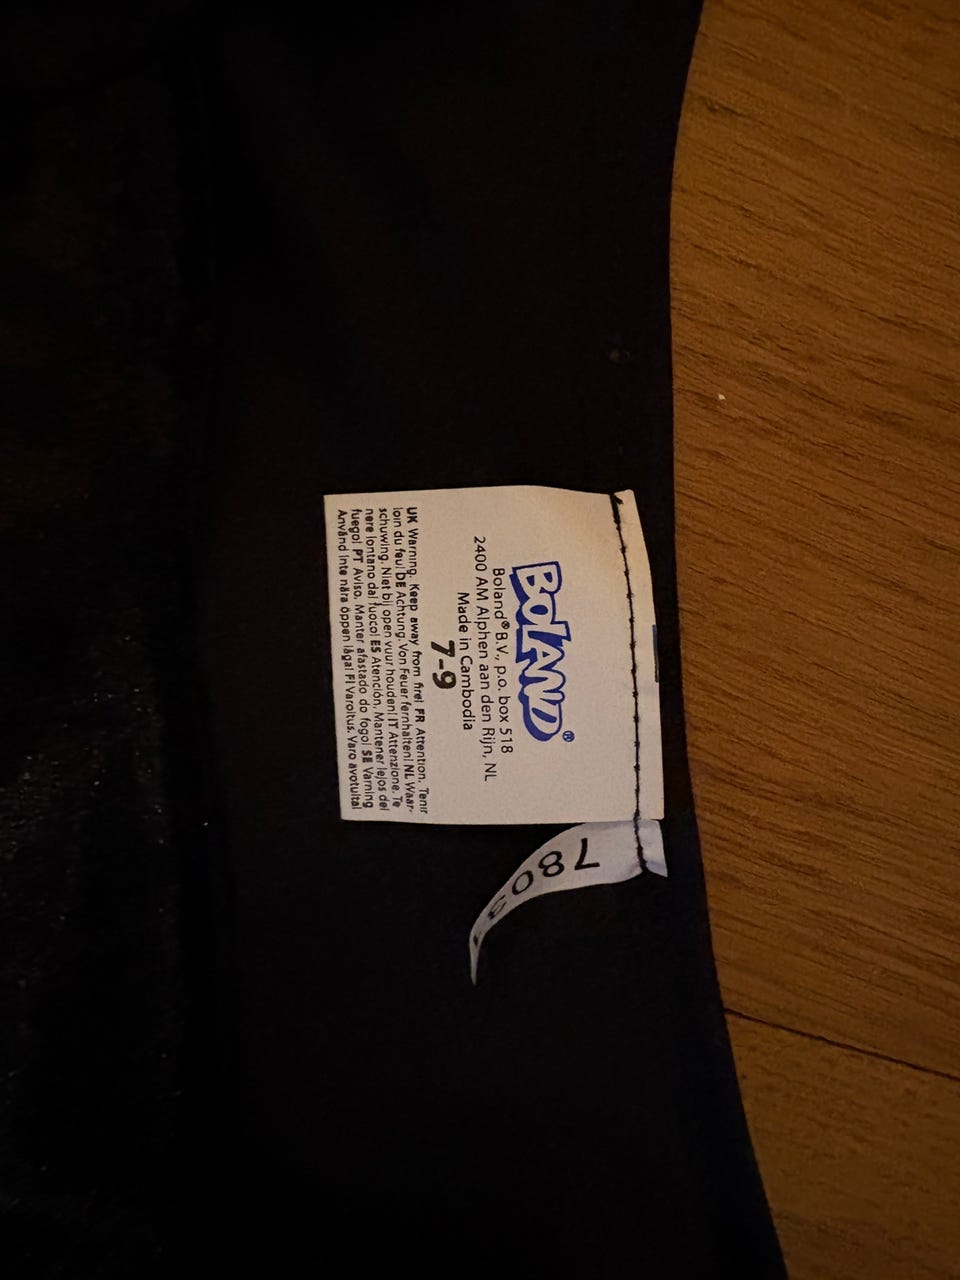 BOLAND®
Boland® B.V., p.o. box 518
2400 AM Alphen aan den Rijn, NL
Made in Cambodia
7-9
UK Warning. Keep away from fire! FR Attention. Tenir
loin du feu! DE Achtung. Von Feuer fernhalten! NL Waar-
schuwing. Niet bij open vuur houden! IT Attenzione. Te
nere lontano dal fuoco! ES Atención. Mantener lejos del
fuego! PT Aviso. Manter afastado do fogo! SE Varning
Använd inte nära öppen låga! FI Varoitus. Varo avotulta!
780